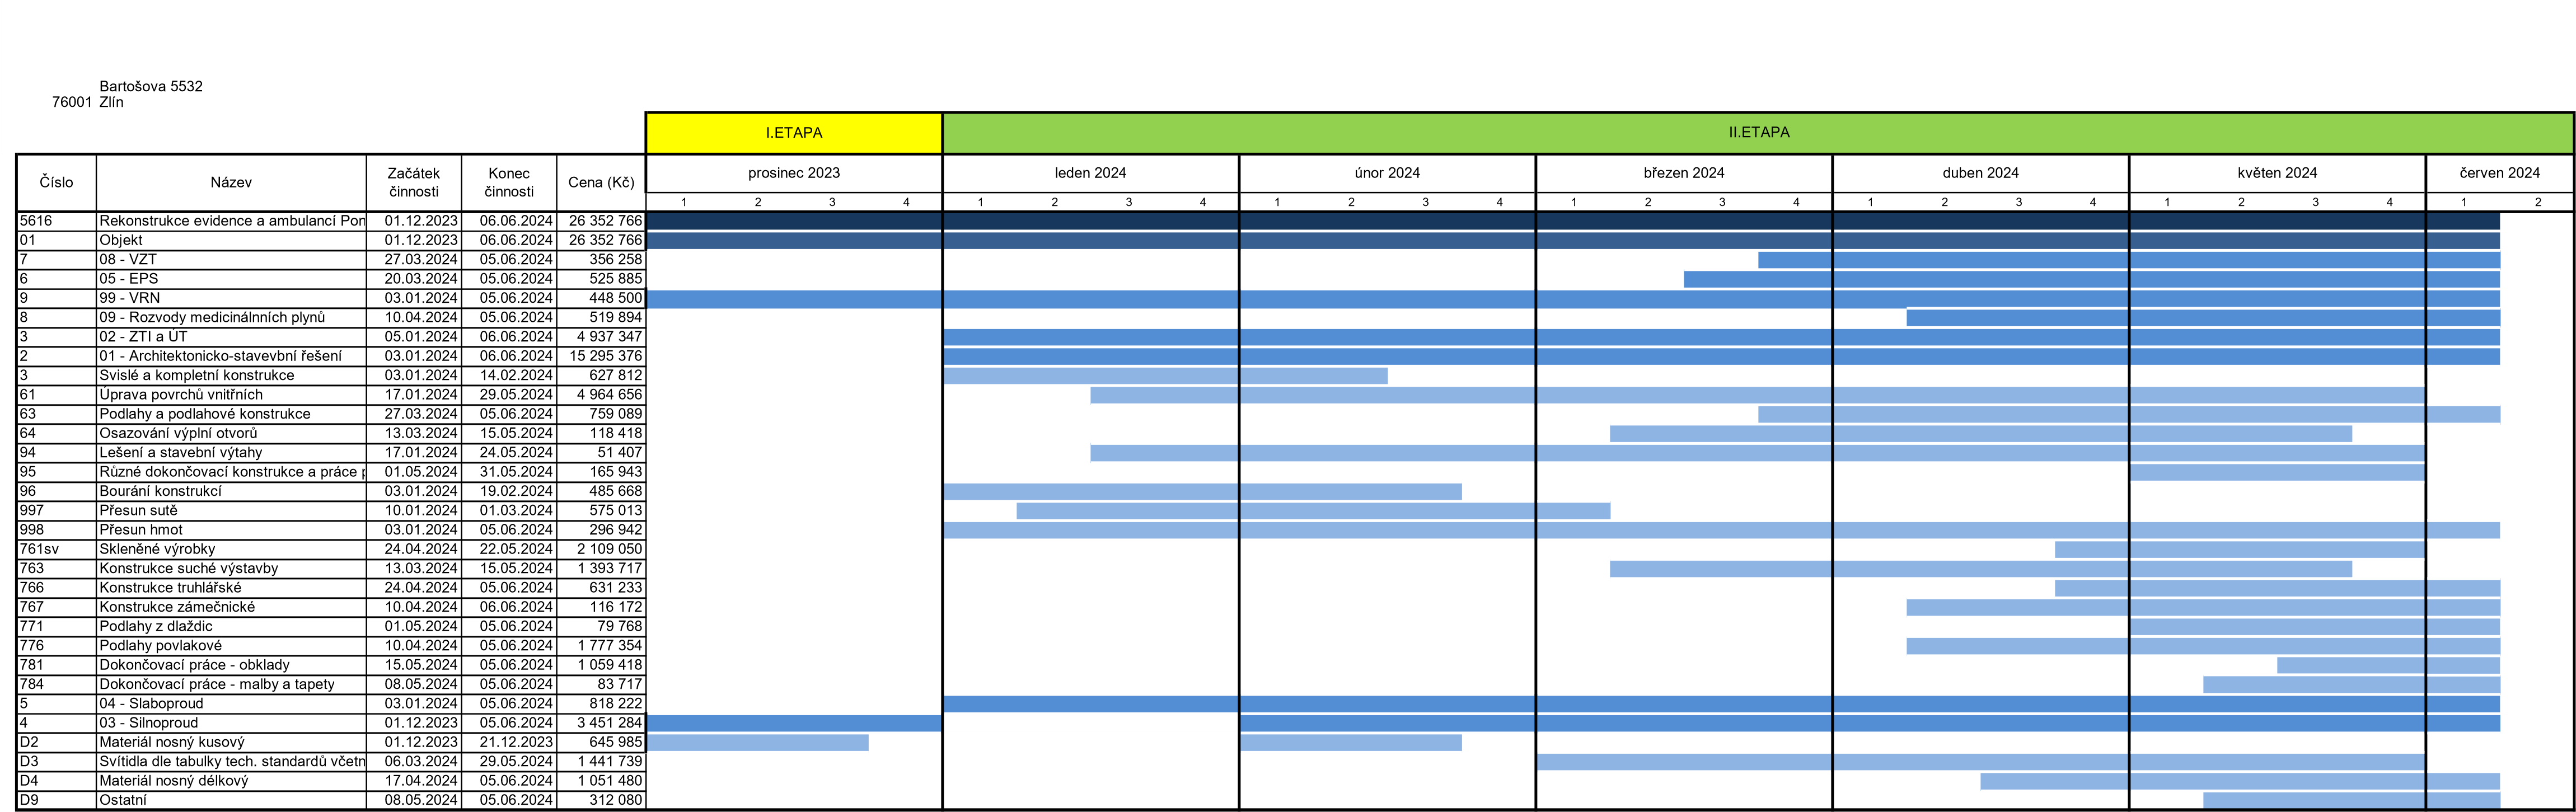 Bartošova 5532
76001 Zlín
I.ETAPA II.ETAPA
Číslo Název Začátek činnosti Konec činnosti Cena (Kč) prosinec 2023 leden 2024 únor 2024 březen 2024 duben 2024 květen 2024 červen 2024
1 2 3 4 1 2 3 4 1 2 3 4 1 2 3 4 1 2 3 4 1 2 3 4 1 2
5616 Rekonstrukce evidence a ambulancí Pon 01.12.2023 06.06.2024 26 352 766
01 Objekt 01.12.2023 06.06.2024 26 352 766
7 08 - VZT 27.03.2024 05.06.2024 356 258
6 05 - EPS 20.03.2024 05.06.2024 525 885
9 99 - VRN 03.01.2024 05.06.2024 448 500
8 09 - Rozvody medicinálnních plynů 10.04.2024 05.06.2024 519 894
3 02 - ZTI a ÚT 05.01.2024 06.06.2024 4 937 347
2 01 - Architektonicko-stavevbní řešení 03.01.2024 06.06.2024 15 295 376
3 Svislé a kompletní konstrukce 03.01.2024 14.02.2024 627 812
61 Úprava povrchů vnitřních 17.01.2024 29.05.2024 4 964 656
63 Podlahy a podlahové konstrukce 27.03.2024 05.06.2024 759 089
64 Osazování výplní otvorů 13.03.2024 15.05.2024 118 418
94 Lešení a stavební výtahy 17.01.2024 24.05.2024 51 407
95 Různé dokončovací konstrukce a práce p 01.05.2024 31.05.2024 165 943
96 Bourání konstrukcí 03.01.2024 19.02.2024 485 668
997 Přesun sutě 10.01.2024 01.03.2024 575 013
998 Přesun hmot 03.01.2024 05.06.2024 296 942
761sv Skleněné výrobky 24.04.2024 22.05.2024 2 109 050
763 Konstrukce suché výstavby 13.03.2024 15.05.2024 1 393 717
766 Konstrukce truhlářské 24.04.2024 05.06.2024 631 233
767 Konstrukce zámečnické 10.04.2024 06.06.2024 116 172
771 Podlahy z dlaždic 01.05.2024 05.06.2024 79 768
776 Podlahy povlakové 10.04.2024 05.06.2024 1 777 354
781 Dokončovací práce - obklady 15.05.2024 05.06.2024 1 059 418
784 Dokončovací práce - malby a tapety 08.05.2024 05.06.2024 83 717
5 04 - Slaboproud 03.01.2024 05.06.2024 818 222
4 03 - Silnoproud 01.12.2023 05.06.2024 3 451 284
D2 Materiál nosný kusový 01.12.2023 21.12.2023 645 985
D3 Svítidla dle tabulky tech. standardů včetn 06.03.2024 29.05.2024 1 441 739
D4 Materiál nosný délkový 17.04.2024 05.06.2024 1 051 480
D9 Ostatní 08.05.2024 05.06.2024 312 080